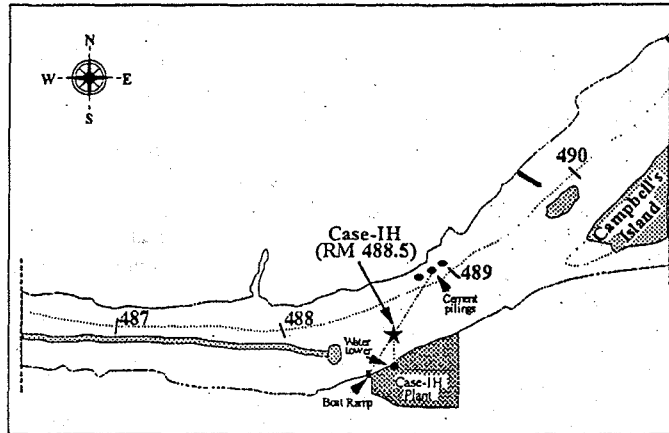 N
W E
S
490
Campbell's
Island
Case-IH
(RM 488.5)
489
Cement
pilings
487
488
Water
tower
Case-IH
Plant
Boat Ramp